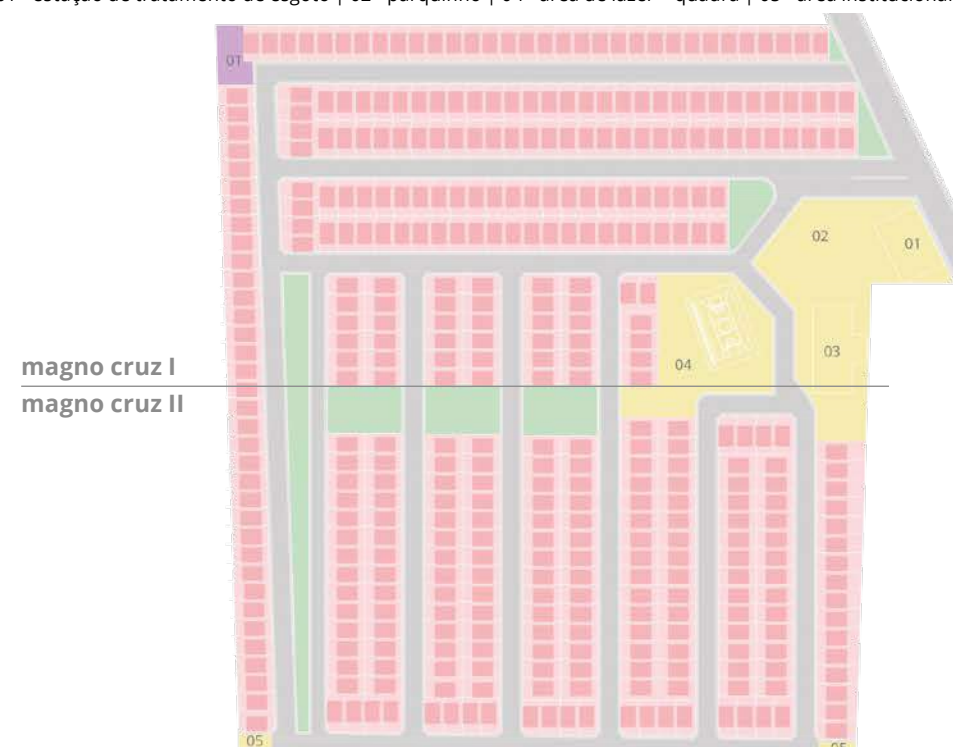 estação de tratamento de esgoto | 02 - parquinho | 04 - área de lazer - quadra | 05 - área institucional
01
02
01
03
04
magno cruz I
magno cruz II
05
05